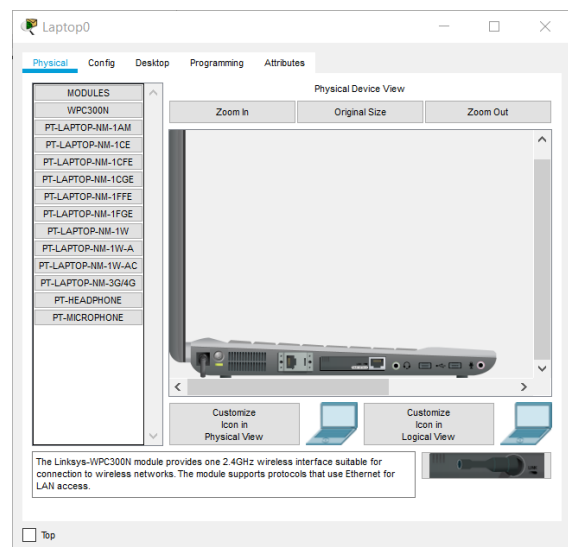 Laptop0
Physical Config Desktop Programming Attributes
MODULES
WPC300N
PT-LAPTOP-NM-1AM
PT-LAPTOP-NM-1CE
PT-LAPTOP-NM-1CFE
PT-LAPTOP-NM-1CGE
PT-LAPTOP-NM-1FFE
PT-LAPTOP-NM-1FGE
PT-LAPTOP-NM-1W
PT-LAPTOP-NM-1W-A
PT-LAPTOP-NM-1W-AC
PT-LAPTOP-NM-3G/4G
PT-HEADPHONE
PT-MICROPHONE
Physical Device View
Zoom In Original Size Zoom Out
Customize
Icon in
Physical View
Customize
Icon in
Logical View
The Linksys-WPC300N module provides one 2.4GHz wireless interface suitable for
connection to wireless networks. The module supports protocols that use Ethernet for
LAN access.
Top